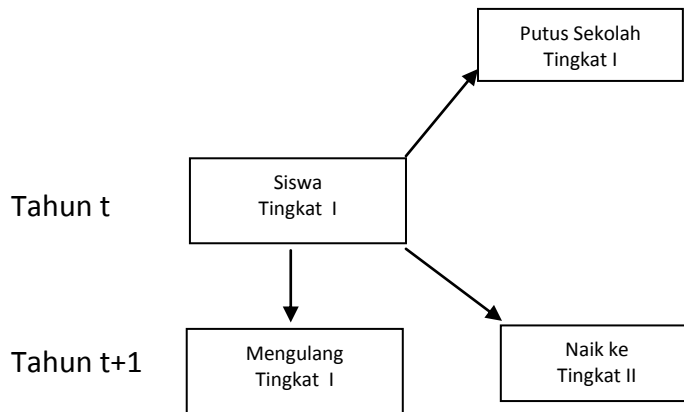 Putus Sekolah
Tingkat I
Tahun t
Siswa
Tingkat I
Tahun t+1
Mengulang
Tingkat I
Naik ke
Tingkat II